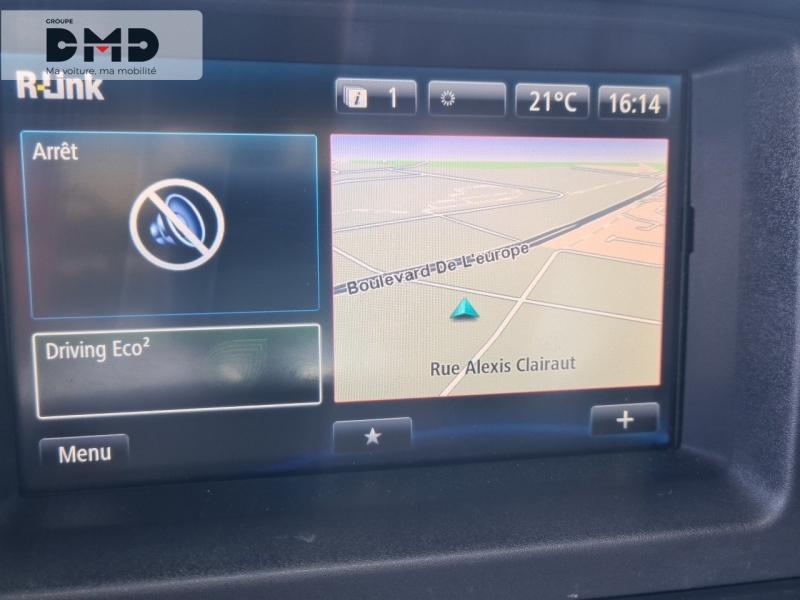 GROUPE
DMD
Ma voiture, ma mobilité
R-Link
1
21°C
16:14
Arrêt
Boulevard De L'europe
Driving Eco²
Rue Alexis Clairaut
Menu
+